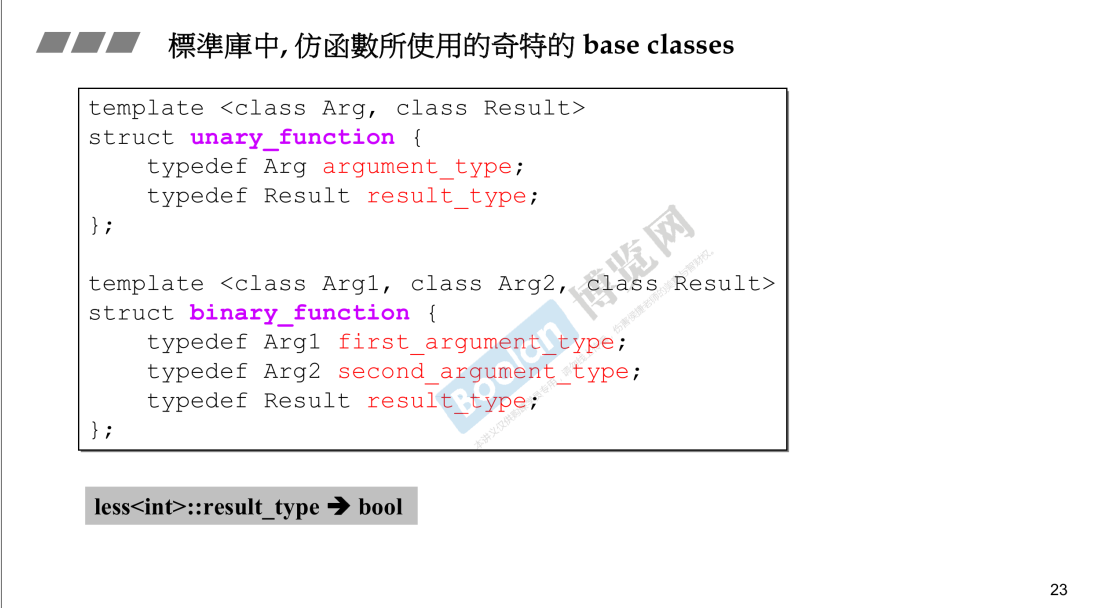 標準庫中, 仿函數所使用的奇特的 base classes
template <class Arg, class Result>
struct unary_function {
    typedef Arg argument_type;
    typedef Result result_type;
};
template <class Arg1, class Arg2, class Result>
struct binary_function {
    typedef Arg1 first_argument_type;
    typedef Arg2 second_argument_type;
    typedef Result result_type;
};
博览网
Boolan
less<int>::result_type ➔ bool
23